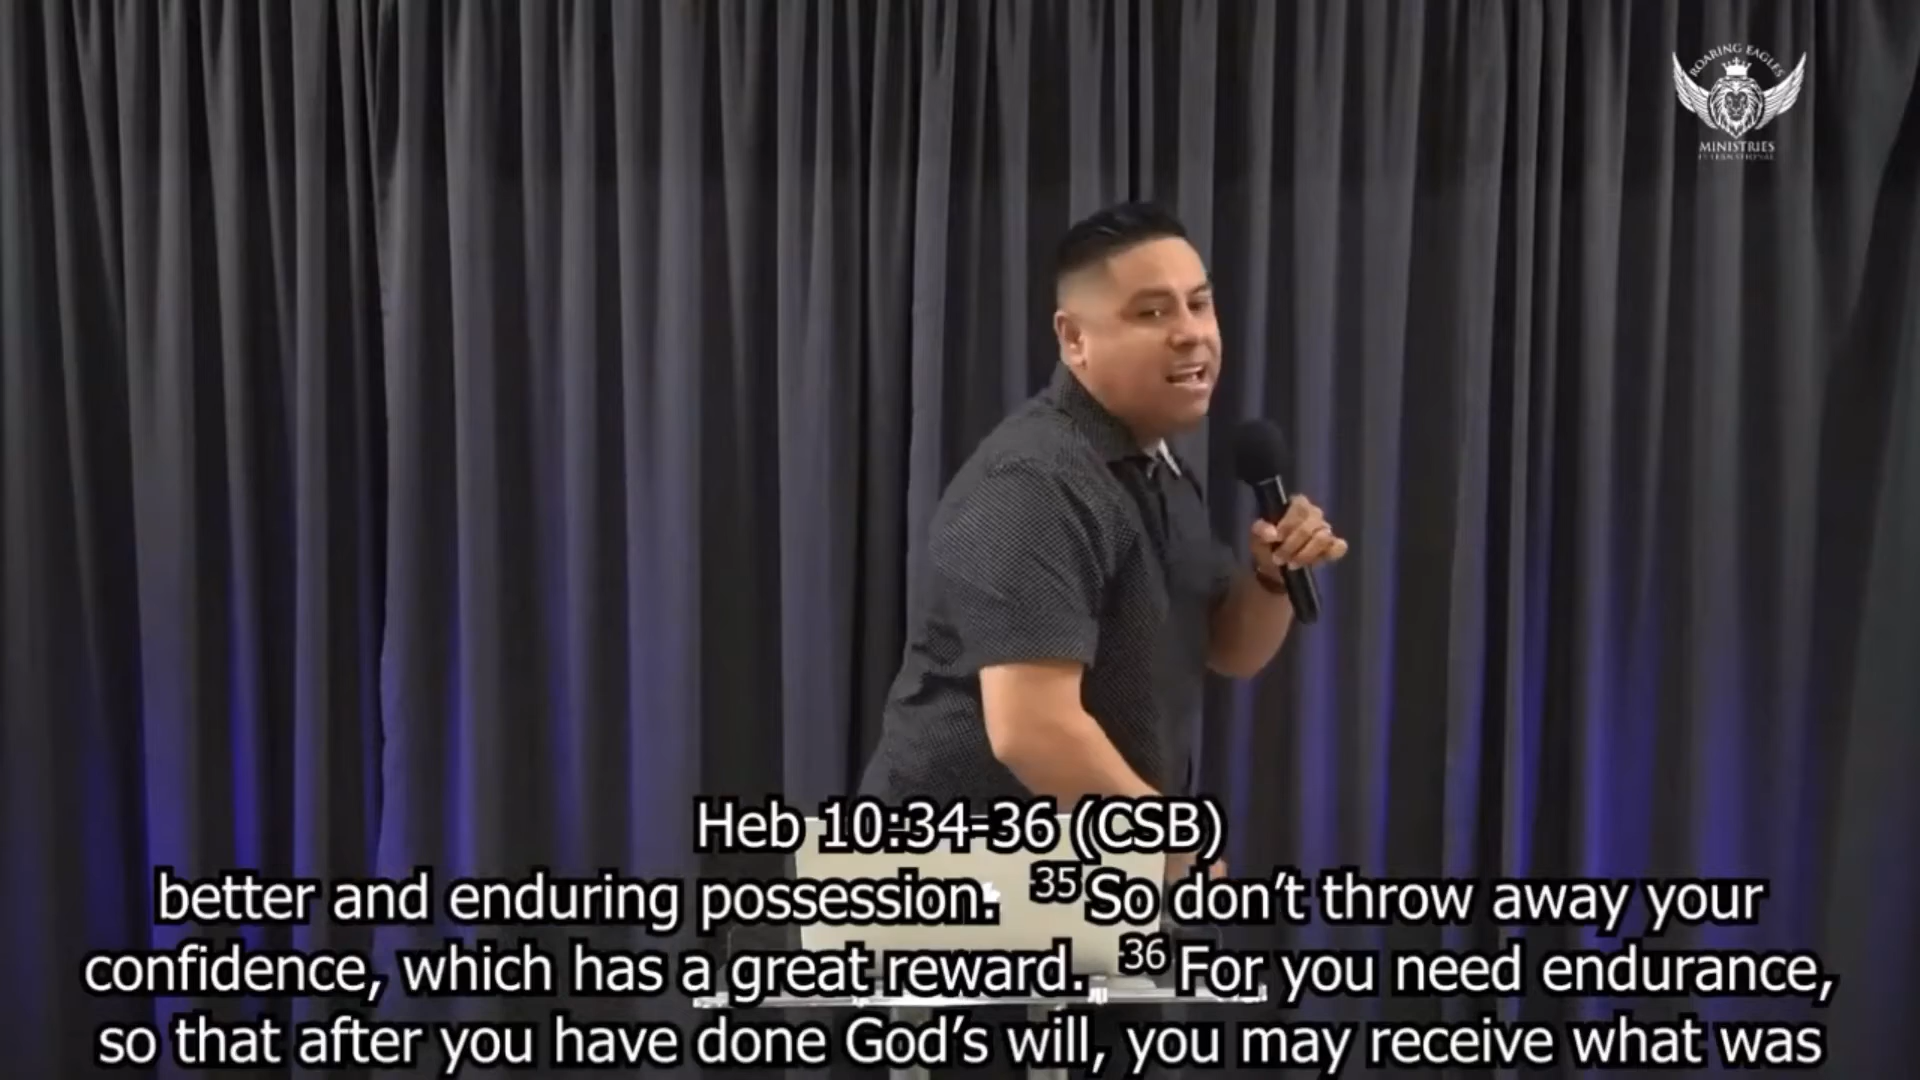 ROARING EAGLES
MINISTRIES
INTERNATIONAL
Heb 10:34-36 (CSB)
better and enduring possession. 35 So don’t throw away your
confidence, which has a great reward. 36 For you need endurance,
so that after you have done God’s will, you may receive what was